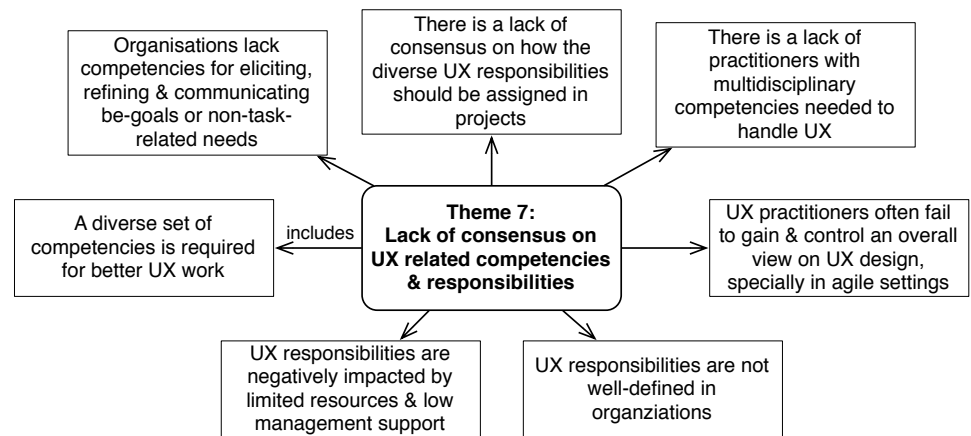 Organisations lack
competencies for eliciting,
refining & communicating
be-goals or non-task-
related needs
There is a lack of
consensus on how the
diverse UX responsibilities
should be assigned in
projects
There is a lack of
practitioners with
multidisciplinary
competencies needed to
handle UX
A diverse set of
competencies is required
for better UX work
includes
Theme 7:
Lack of consensus on
UX related competencies
& responsibilities
UX practitioners often fail
to gain & control an overall
view on UX design,
specially in agile settings
UX responsibilities are
negatively impacted by
limited resources & low
management support
UX responsibilities are not
well-defined in
organziations